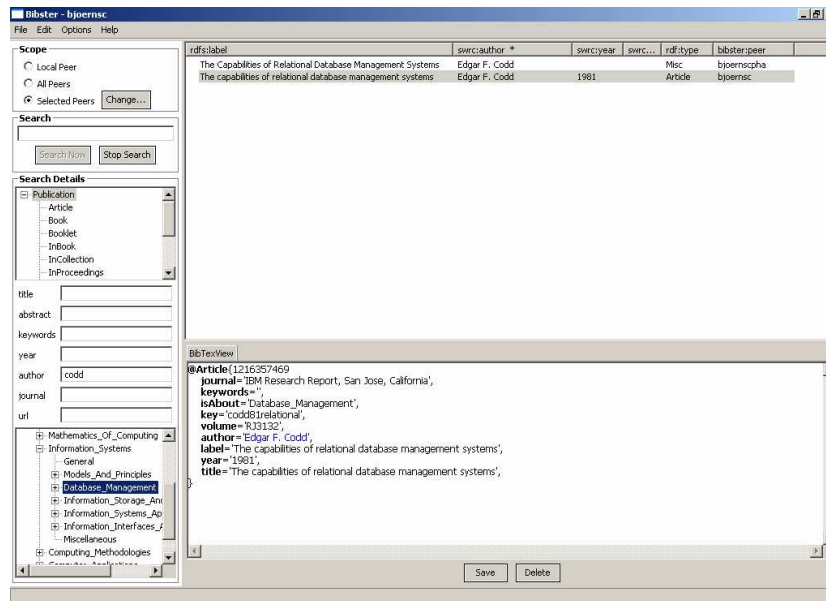 Bibster - bjoernsc
File Edit Options Help
Scope
Local Peer
All Peers
Selected Peers Change...
Search
Search Now Stop Search
Search Details
Publication
Article
Book
Booklet
InBook
InCollection
InProceedings
title
abstract
keywords
year
author codd
journal
url
Mathematics_Of_Computing
Information_Systems
General
Models_And_Principles
Database_Management
Information_Storage_And
Information_Systems_Ap
Information_Interfaces_A
Miscellaneous
Computing_Methodologies
Computer_Applications
rdfs:label swrc:author * swrc:year swrc... rdf:type bibster:peer
The Capabilities of Relational Database Management Systems Edgar F. Codd Misc bjoernscpha
The capabilities of relational database management systems Edgar F. Codd 1981 Article bjoernsc
BibTexView
@Article{1216357469
journal='IBM Research Report, San Jose, California',
keywords='',
isAbout='Database_Management',
key='codd81relational',
volume='RJ3132',
author='Edgar F. Codd',
label='The capabilities of relational database management systems',
year='1981',
title='The capabilities of relational database management systems',
}
Save Delete